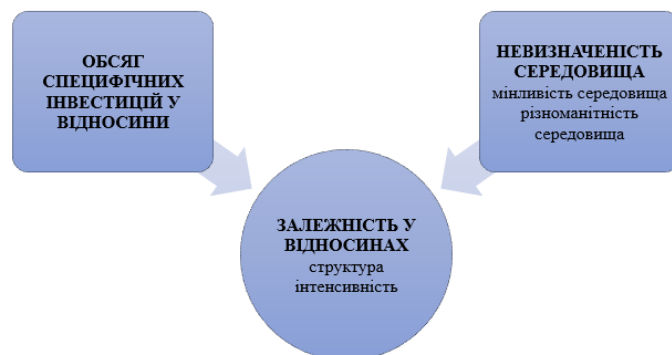 ОБСЯГ
СПЕЦИФІЧНИХ
ІНВЕСТИЦІЙ У
ВІДНОСИНИ
НЕВИЗНАЧЕНІСТЬ
СЕРЕДОВИЩА
мінливість середовища
різноманітність
середовища
ЗАЛЕЖНІСТЬ У
ВІДНОСИНАХ
структура
інтенсивність